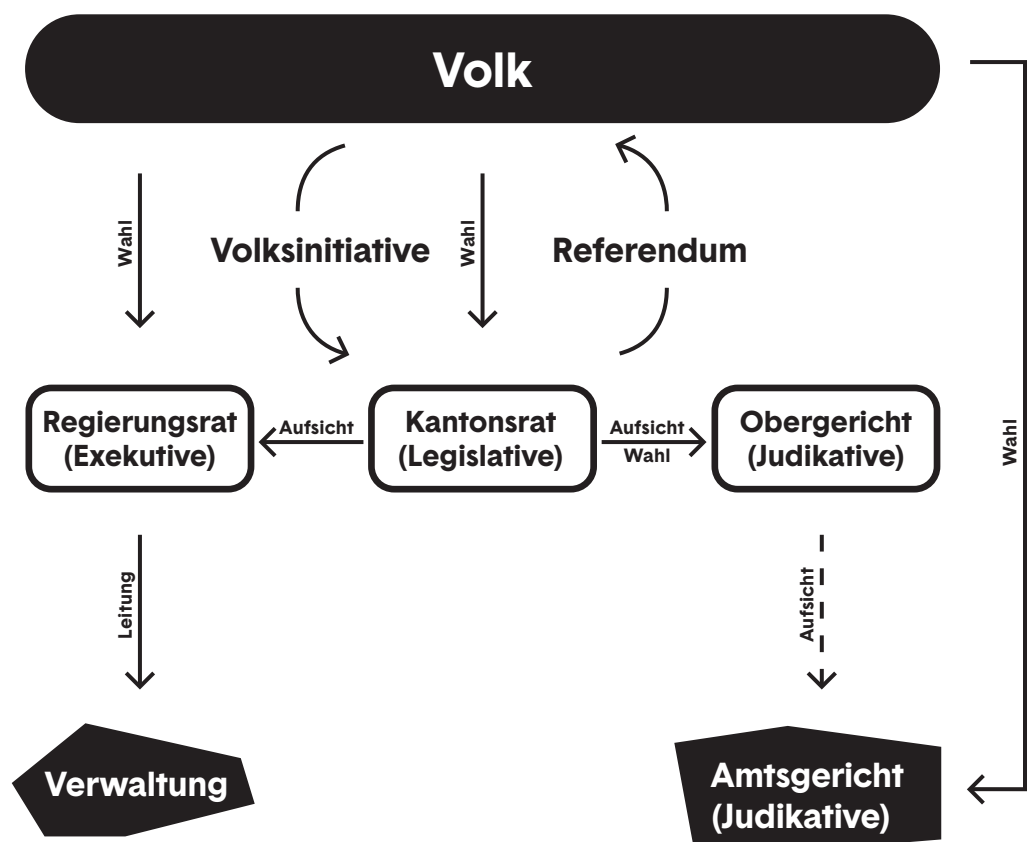 Volk
Wahl
Volksinitiative
Wahl
Referendum
Regierungsrat
(Exekutive)
Aufsicht
Kantonsrat
(Legislative)
Aufsicht
Wahl
Obergericht
(Judikative)
Wahl
Leitung
Aufsicht
Verwaltung
Amtsgericht
(Judikative)